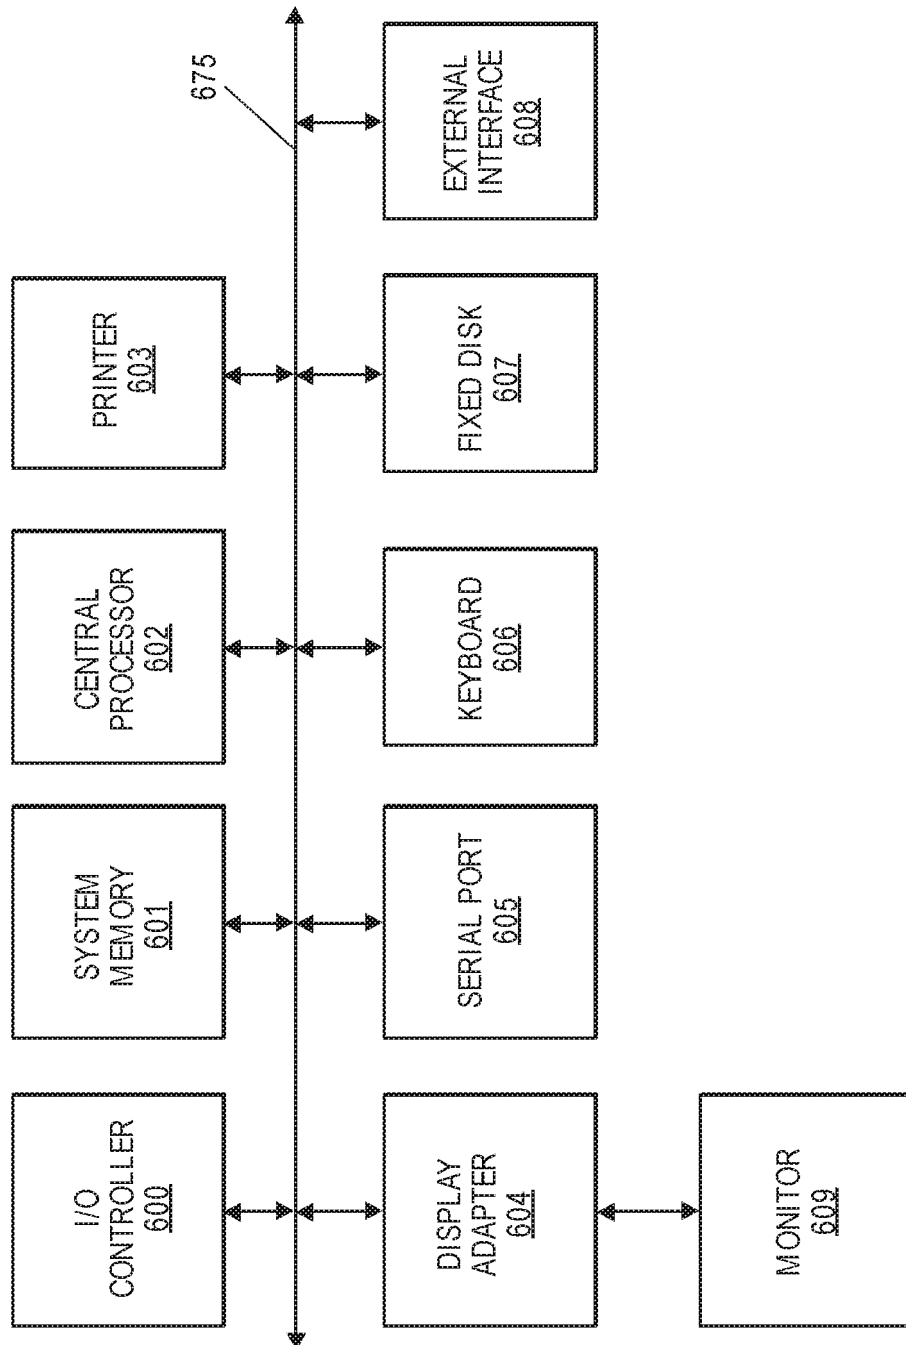 I/O
CONTROLLER
600
SYSTEM
MEMORY
601
CENTRAL
PROCESSOR
602
PRINTER
603
675
DISPLAY
ADAPTER
604
SERIAL PORT
605
KEYBOARD
606
FIXED DISK
607
EXTERNAL
INTERFACE
608
MONITOR
609